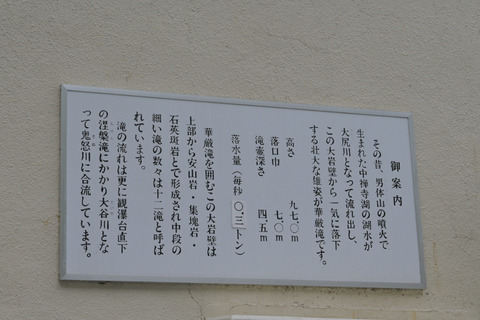 御案内
その昔、男体山の噴火で
生まれた中禅寺湖の湖水が
大尻川となって流れ出し、
この大岩壁から一気に落下
する壮大な雄姿が華厳滝です。
高さ 九七.〇m
落口巾 七.〇m
滝壷深さ 四.五m
落水量(毎秒〇.三トン)
華厳滝を囲むこの大岩壁は
上部から安山岩・集塊岩・
石英斑岩とで形成され中段の
細い滝の数々は十二滝と呼ば
れています。
滝の流れは更に観瀑台直下
の涅槃滝にかかり大谷川とな
って鬼怒川に合流しています。